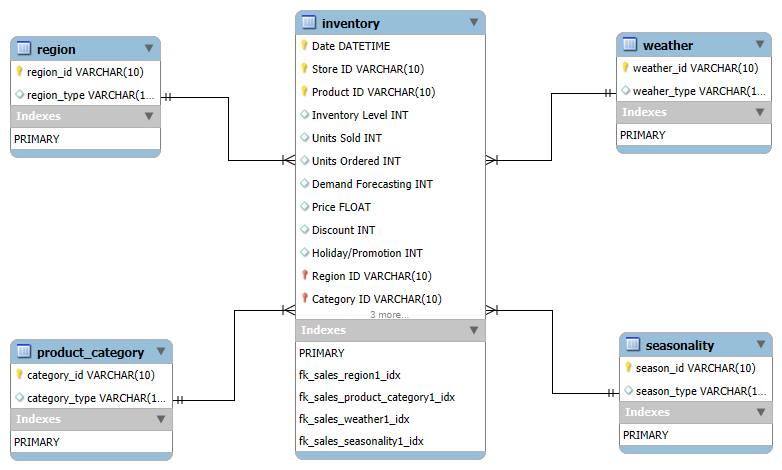 region
region_id VARCHAR(10)
region_type VARCHAR(1...
Indexes
PRIMARY
inventory
Date DATETIME
Store ID VARCHAR(10)
Product ID VARCHAR(10)
Inventory Level INT
Units Sold INT
Units Ordered INT
Demand Forecasting INT
Price FLOAT
Discount INT
Holiday/Promotion INT
Region ID VARCHAR(10)
Category ID VARCHAR(10)
3 more...
Indexes
PRIMARY
fk_sales_region1_idx
fk_sales_product_category1_idx
fk_sales_weather1_idx
fk_sales_seasonality1_idx
weather
weather_id VARCHAR(10)
weaher_type VARCHAR(1...
Indexes
PRIMARY
product_category
category_id VARCHAR(10)
category_type VARCHAR(1...
Indexes
PRIMARY
seasonality
season_id VARCHAR(10)
season_type VARCHAR(1...
Indexes
PRIMARY